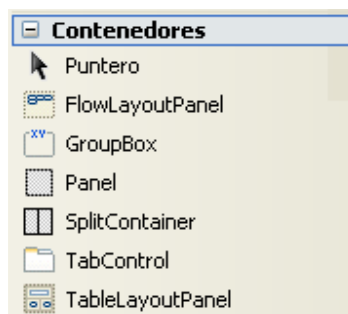 Contenedores
Puntero
FlowLayoutPanel
GroupBox
Panel
SplitContainer
TabControl
TableLayoutPanel